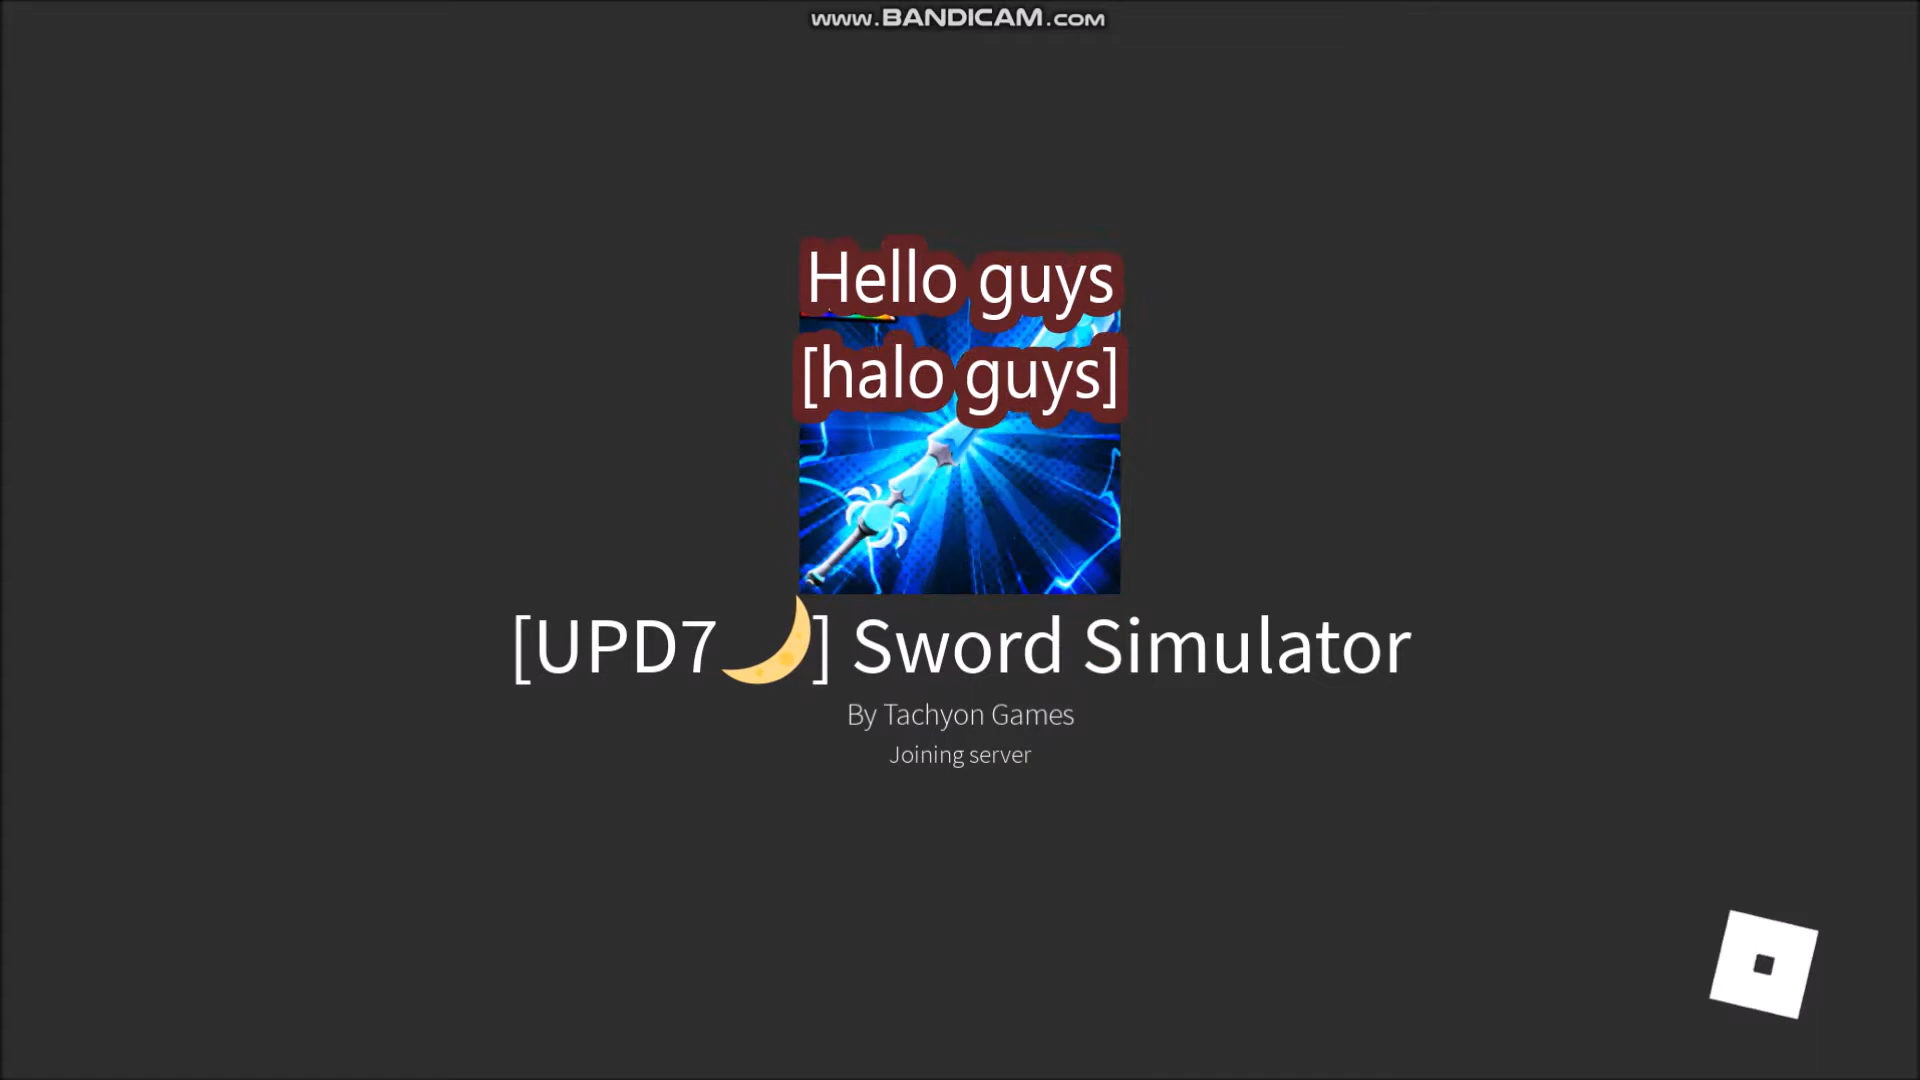 www.BANDICAM.com
Hello guys
[halo guys]
[UPD7🌙] Sword Simulator
By Tachyon Games
Joining server